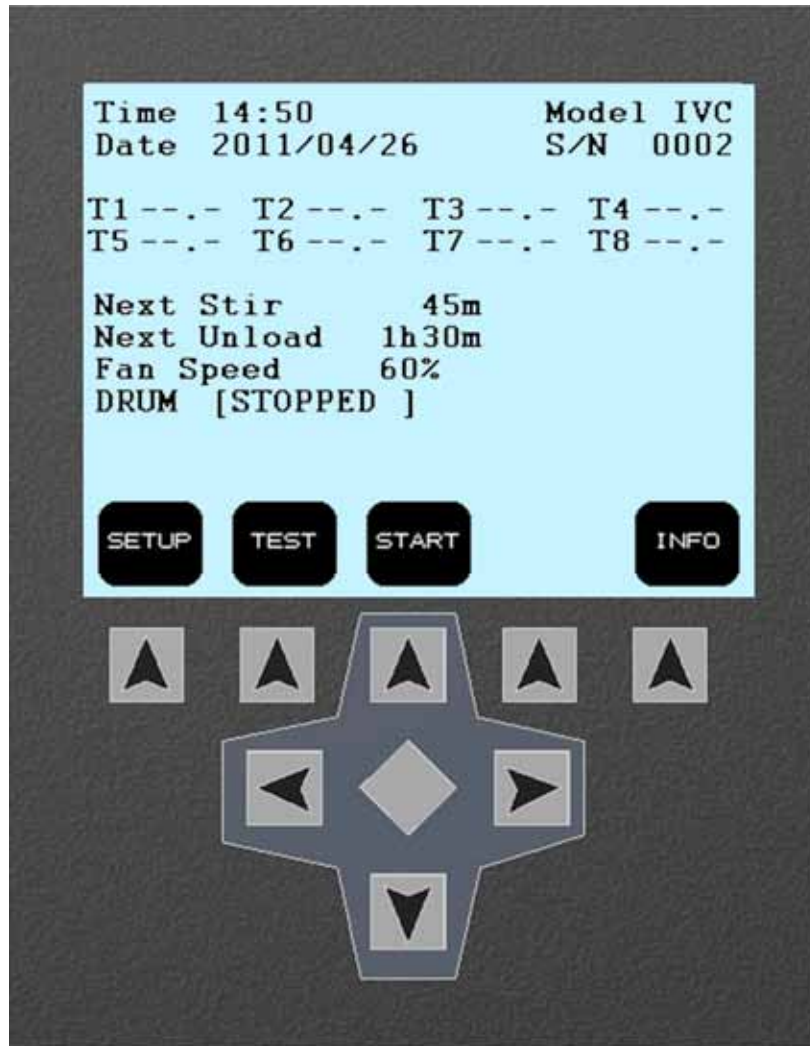 Time 14:50 Model IVC
Date 2011/04/26 S/N 0002
T1 --.- T2 --.- T3 --.- T4 --.-
T5 --.- T6 --.- T7 --.- T8 --.-
Next Stir 45m
Next Unload 1h30m
Fan Speed 60%
DRUM [STOPPED ]
SETUP TEST START INFO